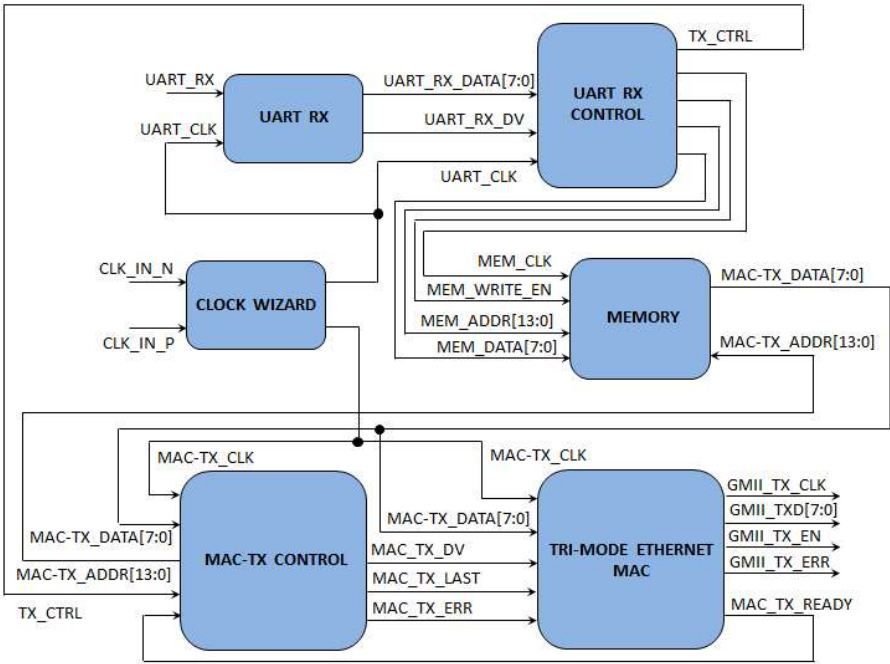 TX_CTRL
UART_RX
UART_RX_DATA[7:0]
UART RX
CONTROL
UART RX
UART_CLK
UART_RX_DV
UART_CLK
CLK_IN_N
MEM_CLK
MAC-TX_DATA[7:0]
MEM_WRITE_EN
CLOCK WIZARD
MEMORY
MEM_ADDR[13:0]
CLK_IN_P
MAC-TX_ADDR[13:0]
MEM_DATA[7:0]
MAC-TX_CLK
MAC-TX_CLK
GMII_TX_CLK
GMII_TXD[7:0]
MAC-TX_DATA[7:0]
MAC-TX_DATA[7:0]
GMII_TX_EN
MAC-TX CONTROL
MAC_TX_DV
TRI-MODE ETHERNET
MAC
GMII_TX_ERR
MAC-TX_ADDR[13:0]
MAC_TX_LAST
MAC_TX_READY
TX_CTRL
MAC_TX_ERR